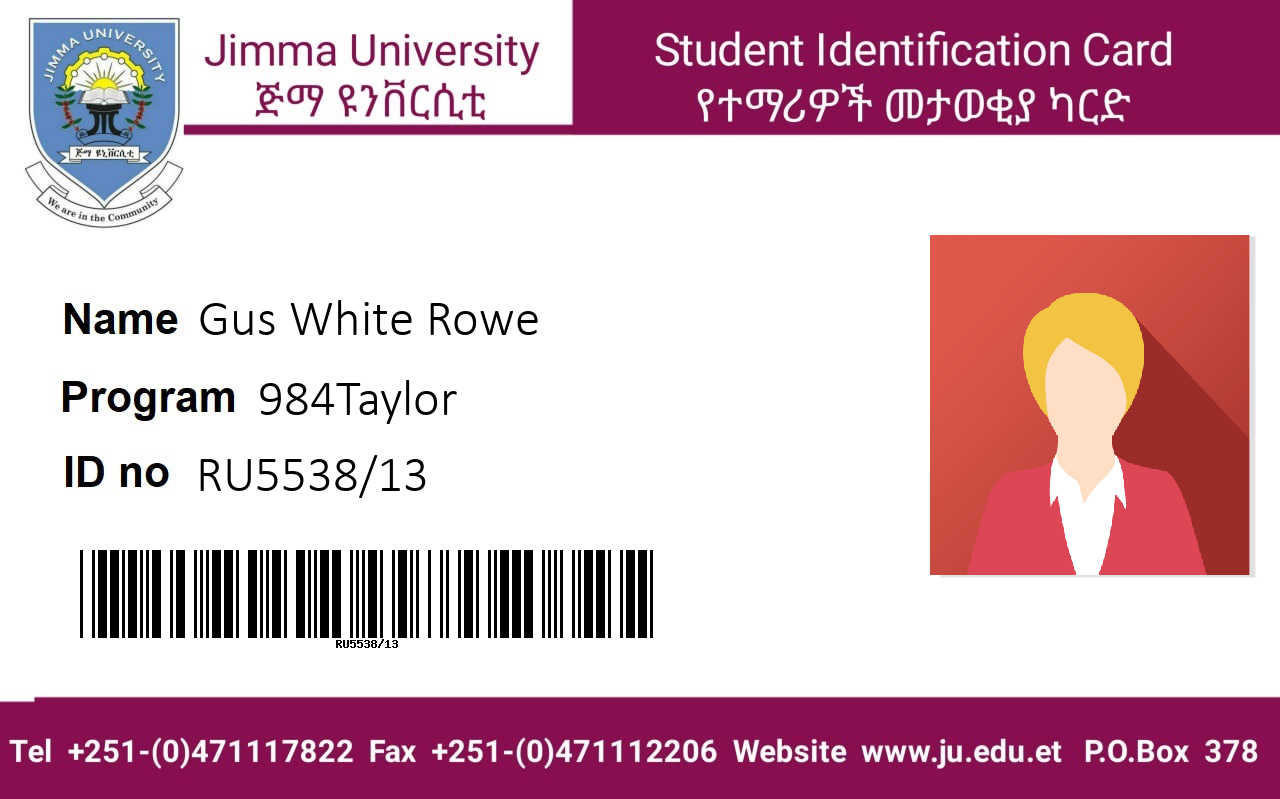 JIMMA UNIVERSITY
ጅማ ዩኒቨርሲቲ
We are in the Community
Jimma University
ጅማ ዩንቨርሲቲ
Student Identification Card
የተማሪዎች መታወቂያ ካርድ
Name Gus White Rowe
Program 984Taylor
ID no RU5538/13
RU5538/13
Tel +251-(0)471117822 Fax +251-(0)471112206 Website www.ju.edu.et P.O.Box 378